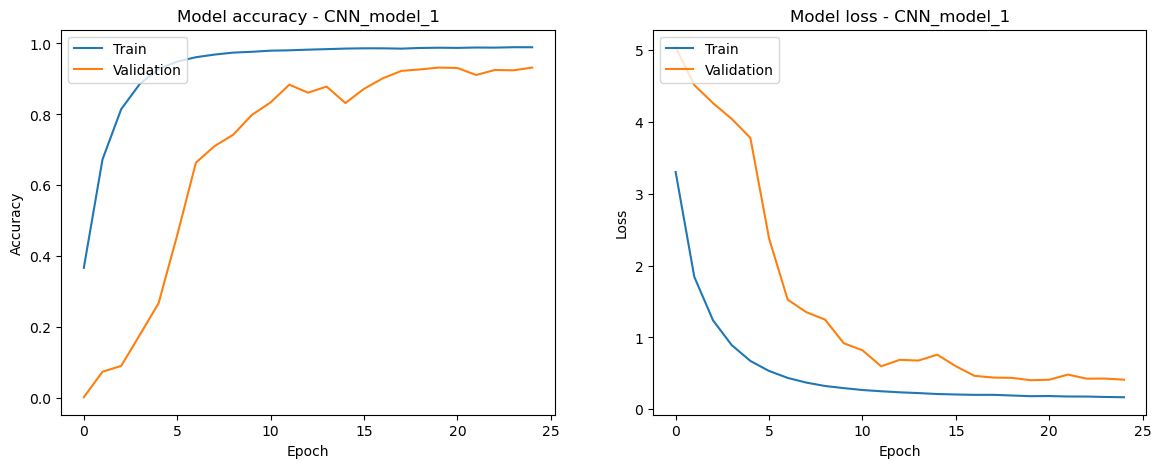 Model accuracy - CNN_model_1
Train
Validation
1.0
0.8
0.6
0.4
0.2
0.0
Accuracy
0 5 10 15 20 25
Epoch
Model loss - CNN_model_1
Train
Validation
5
4
3
2
1
0
Loss
0 5 10 15 20 25
Epoch